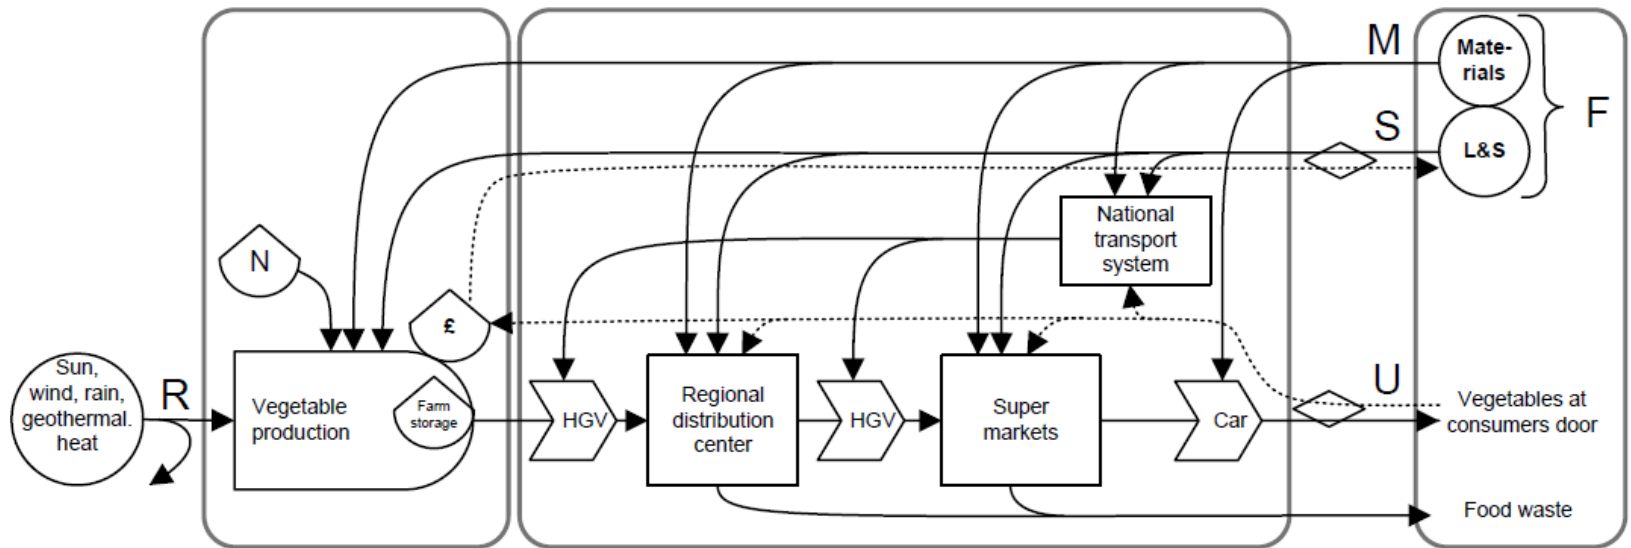 M
Mate-
rials
F
S
L&S
National
transport
system
N
£
Sun,
wind, rain,
geothermal.
heat
R
Vegetable
production
Farm
storage
HGV
Regional
distribution
center
HGV
Super
markets
Car
U
Vegetables at
consumers door
Food waste